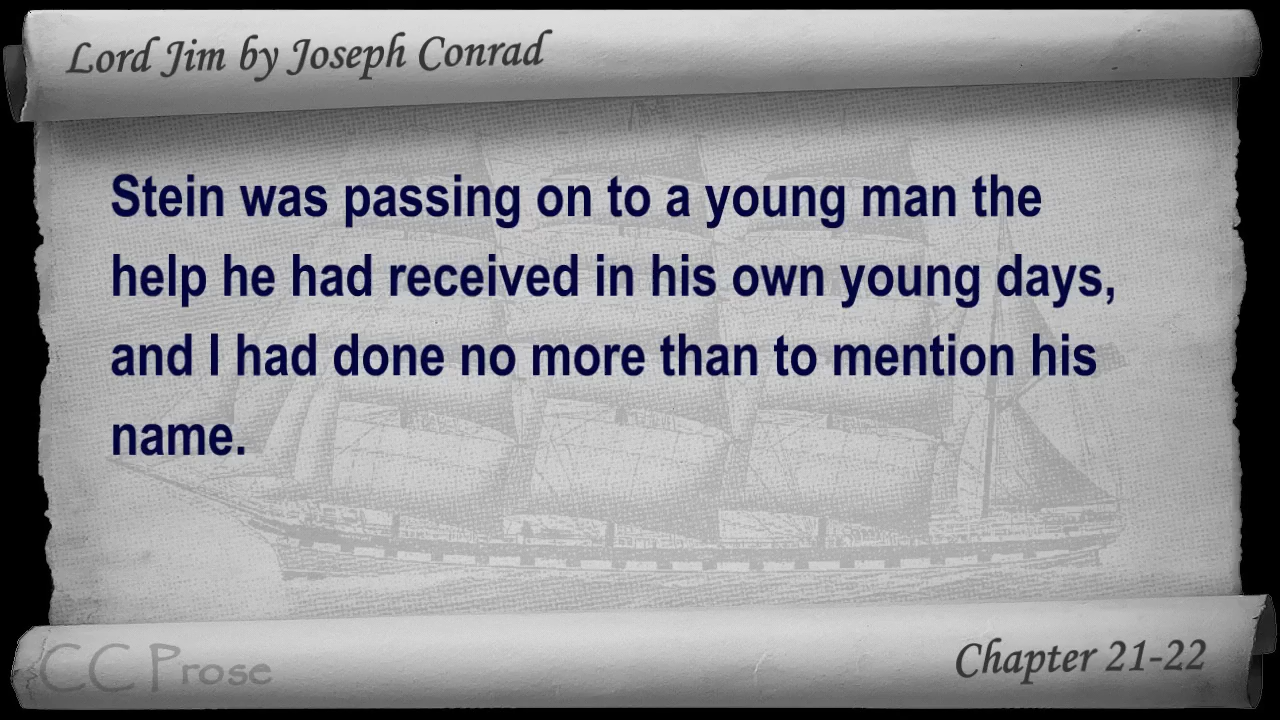 Lord Jim by Joseph Conrad
Stein was passing on to a young man the
help he had received in his own young days,
and I had done no more than to mention his
name.
CC Prose
Chapter 21-22